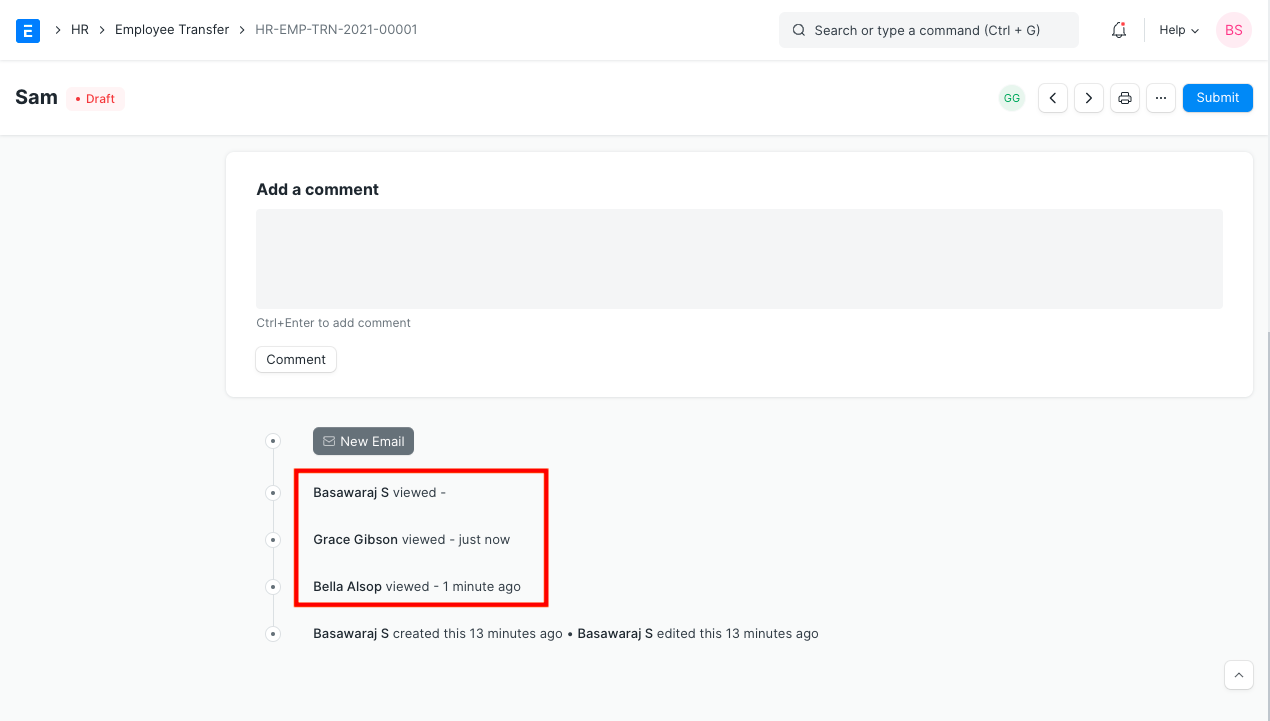 E > HR > Employee Transfer > HR-EMP-TRN-2021-00001 Search or type a command (Ctrl + G) Help BS
Sam • Draft GG ··· Submit
Add a comment
Ctrl+Enter to add comment
Comment
New Email
Basawaraj S viewed -
Grace Gibson viewed - just now
Bella Alsop viewed - 1 minute ago
Basawaraj S created this 13 minutes ago • Basawaraj S edited this 13 minutes ago